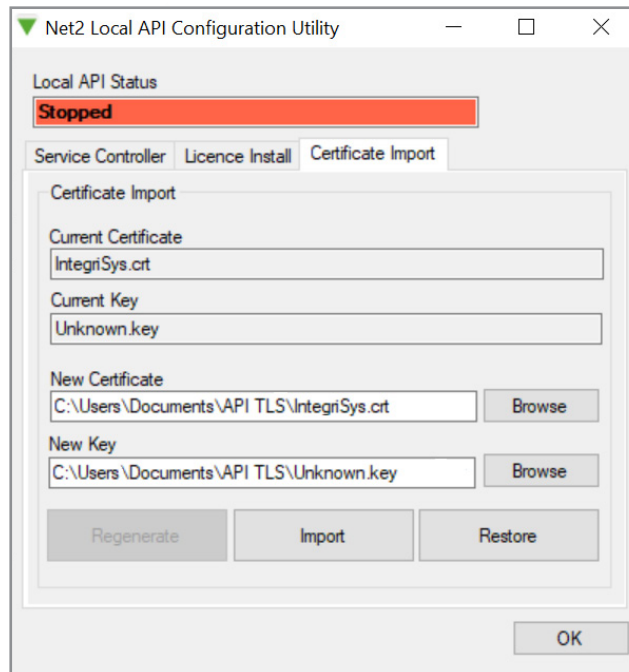 Net2 Local API Configuration Utility
Local API Status
Stopped
Service Controller Licence Install Certificate Import
Certificate Import
Current Certificate
IntegriSys.crt
Current Key
Unknown.key
New Certificate
C:\Users\Documents\API TLS\IntegriSys.crt Browse
New Key
C:\Users\Documents\API TLS\Unknown.key Browse
Regenerate Import Restore
OK